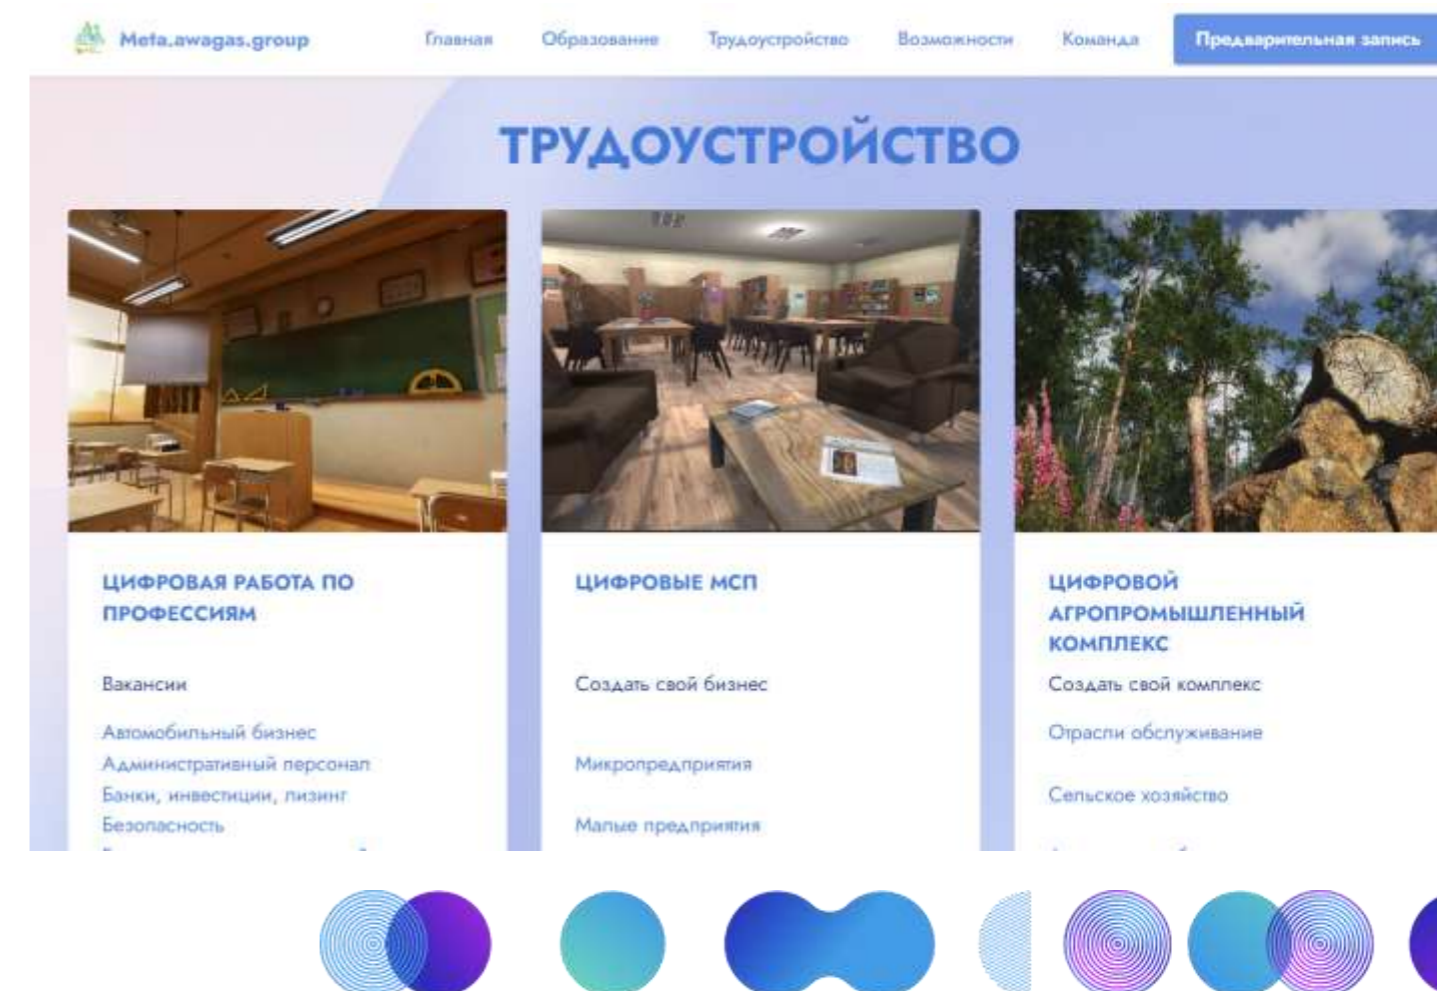 Meta.awagas.group
Главная
Образование
Трудоустройство
Возможности
Команда
Предварительная запись
ТРУДОУСТРОЙСТВО
ЦИФРОВАЯ РАБОТА ПО
ПРОФЕССИЯМ
Вакансии
Автомобильный бизнес
Административный персонал
Банки, инвестиции, лизинг
Безопасность
ЦИФРОВЫЕ МСП
Создать свой бизнес
Микропредприятия
Малые предприятия
ЦИФРОВОЙ
АГРОПРОМЫШЛЕННЫЙ
КОМПЛЕКС
Создать свой комплекс
Отрасли обслуживание
Сельское хозяйство